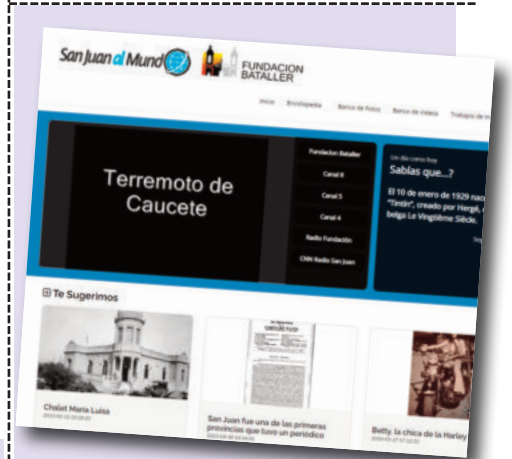 San Juan al Mundo
FUNDACION
BATALLER
Inicio Enciclopedia Banco de Fotos Banco de Videos Trabajos de
Terremoto de
Caucete
Fundacion Bataller
Canal 8
Canal 5
Canal 4
Radio Fundación
CNN Radio San Juan
Un día como hoy
Sabías que...?
El 10 de enero de 1929
"Tintín", creado por Hergé,
belga Le Vingtième Siècle.
Te Sugerimos
Chalet María Luisa
San Juan fue una de las primeras
provincias que tuvo un periódico
Betty, la chica de la Harley